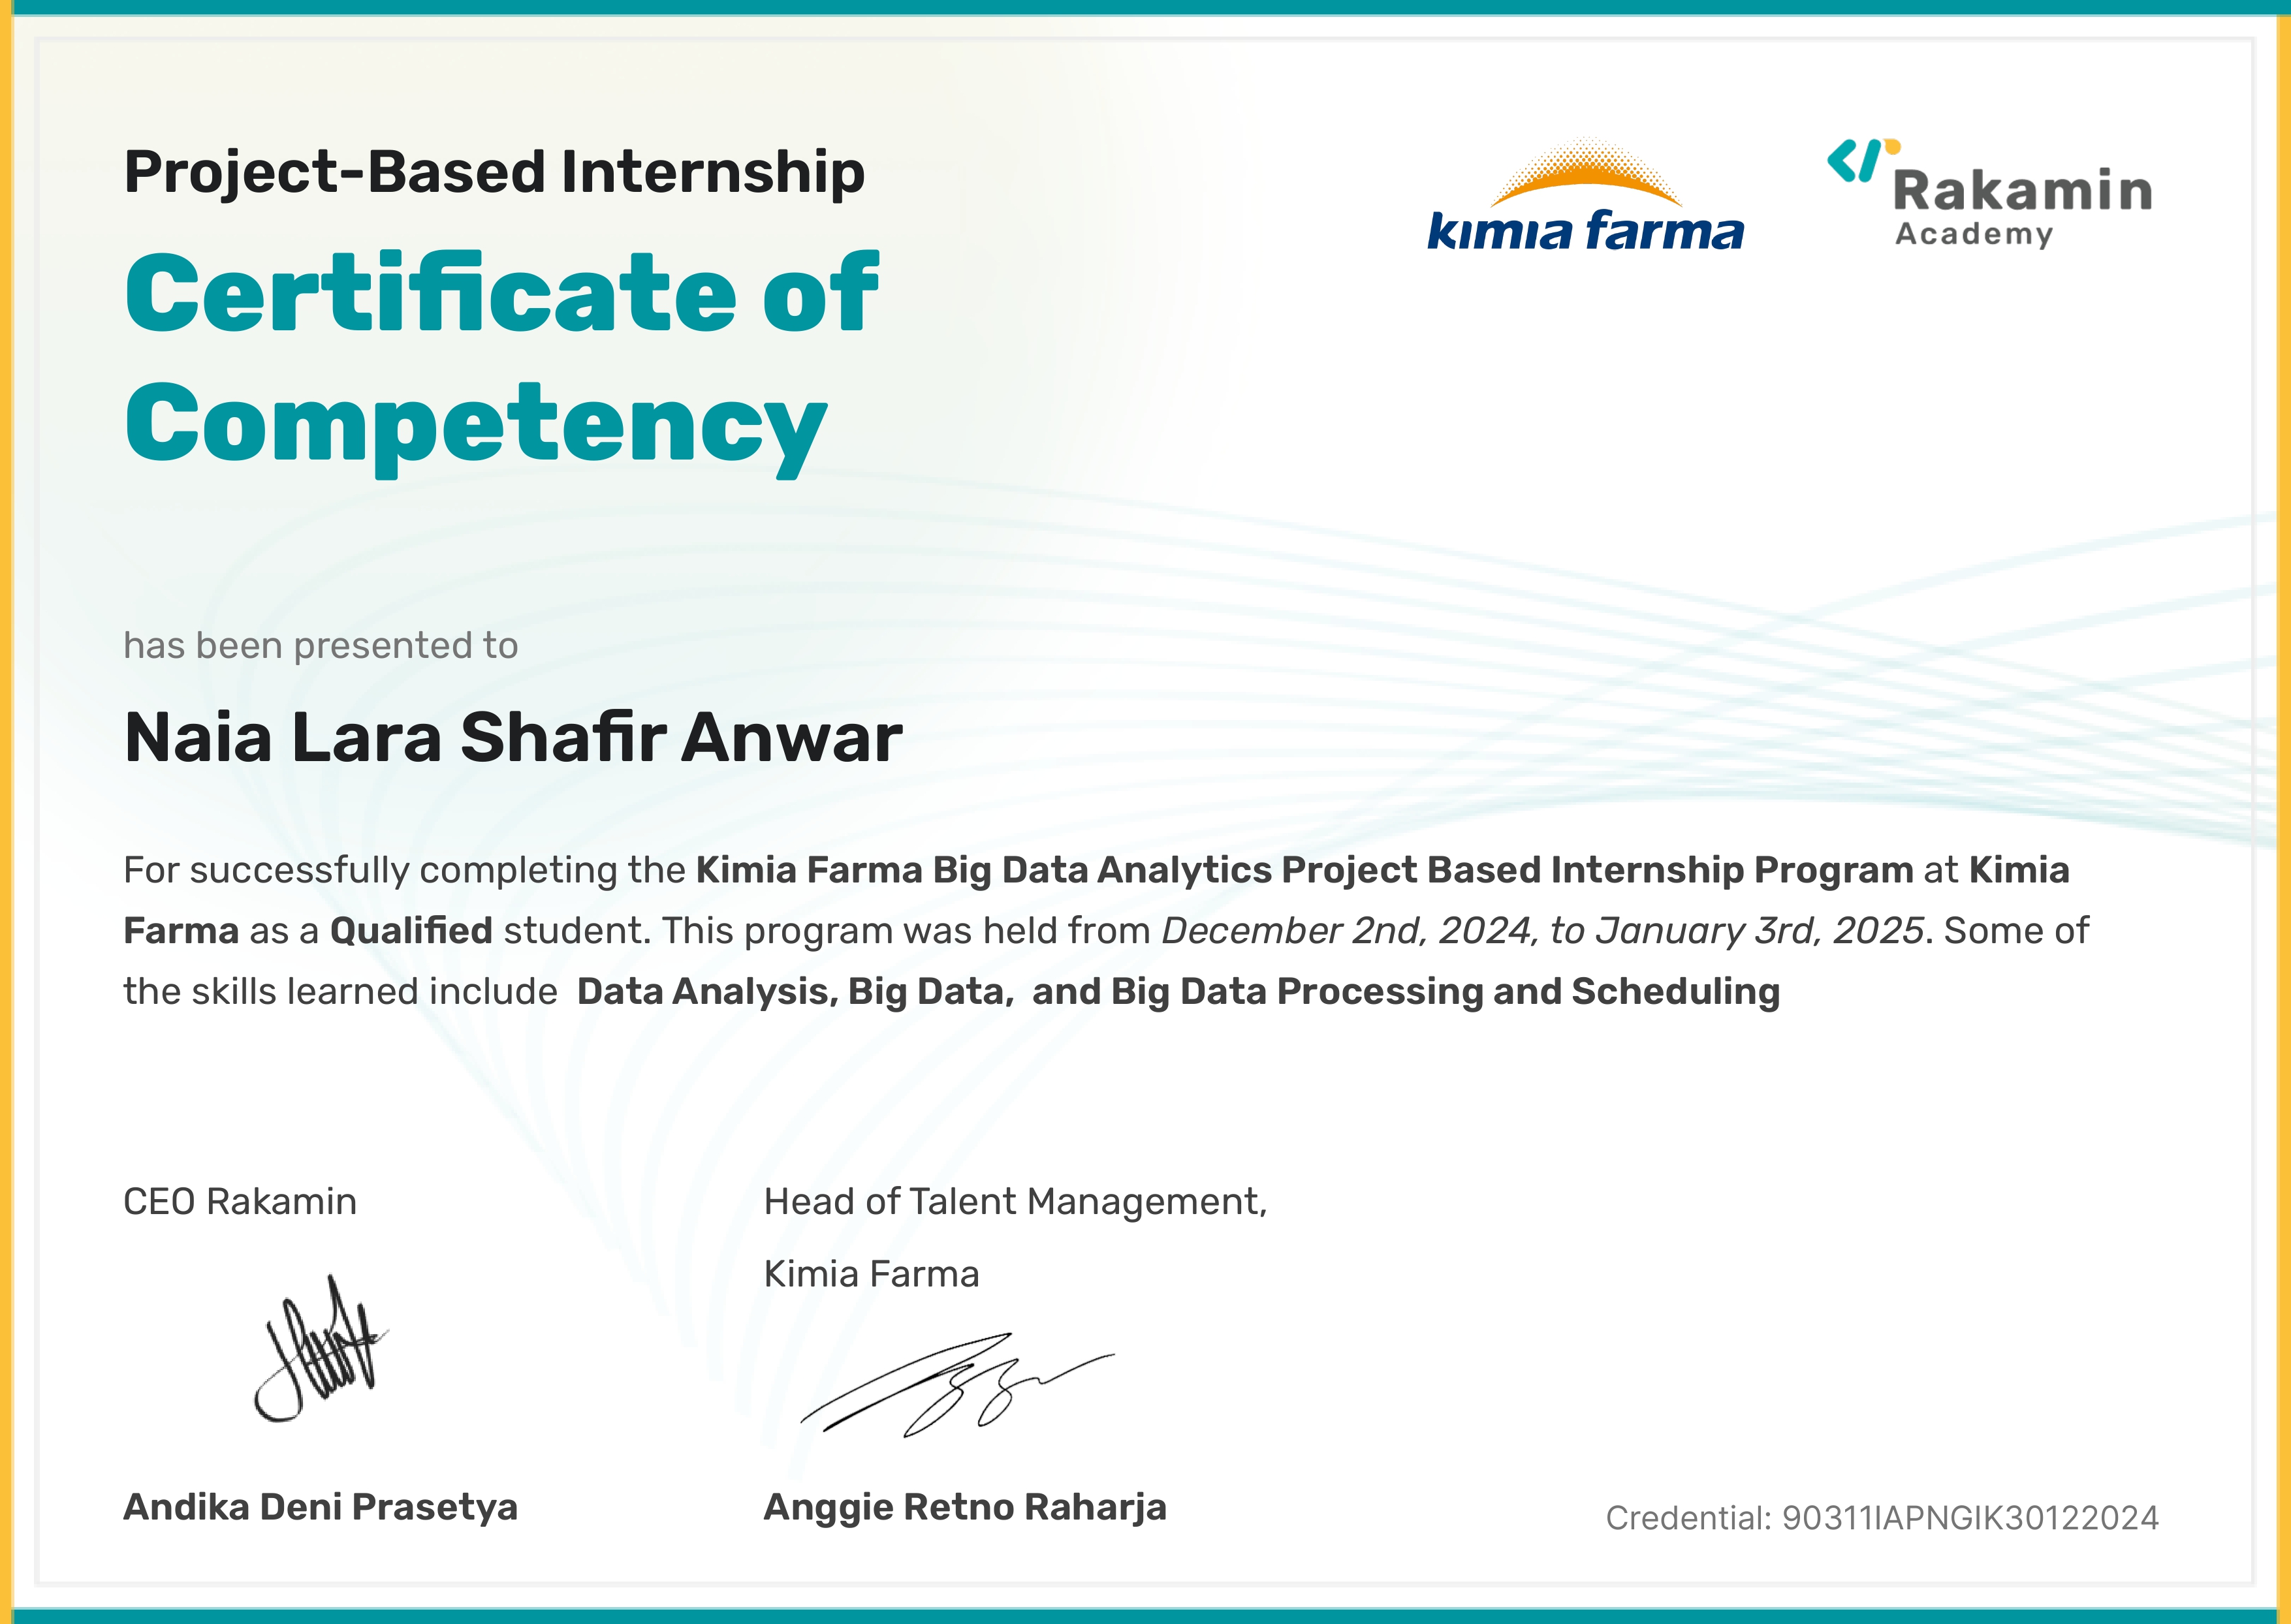 Project-Based Internship
Certificate of
Competency
kimia farma
Rakamin
Academy
has been presented to
Naia Lara Shafir Anwar
For successfully completing the Kimia Farma Big Data Analytics Project Based Internship Program at Kimia
Farma as a Qualified student. This program was held from December 2nd, 2024, to January 3rd, 2025. Some of
the skills learned include  Data Analysis, Big Data,  and Big Data Processing and Scheduling
CEO Rakamin
Andika Deni Prasetya
Head of Talent Management,
Kimia Farma
Anggie Retno Raharja
Credential: 90311IAPNGIK30122024